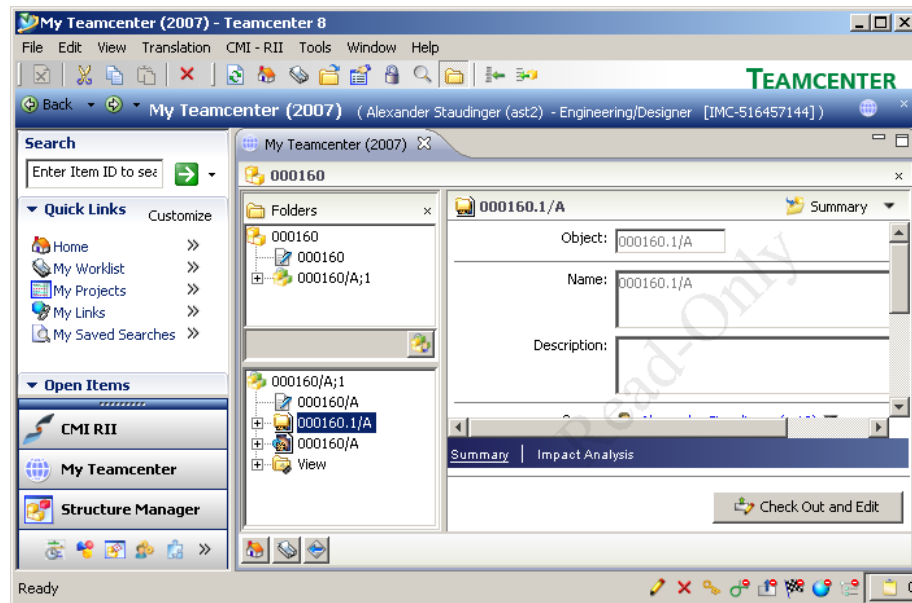 My Teamcenter (2007) - Teamcenter 8
File Edit View Translation CMI - RII Tools Window Help
TEAMCENTER
Back My Teamcenter (2007) ( Alexander Staudinger (ast2) - Engineering/Designer [IMC-516457144] )
Search
Enter Item ID to sea
Quick Links Customize
Home
My Worklist
My Projects
My Links
My Saved Searches
Open Items
CMI RII
My Teamcenter
Structure Manager
My Teamcenter (2007)
000160
Folders
000160
000160
000160/A;1
000160/A;1
000160/A
000160.1/A
000160/A
View
000160.1/A Summary
Object: 000160.1/A
Name: 000160.1/A
Description:
Read-Only
Summary Impact Analysis
Check Out and Edit
Ready